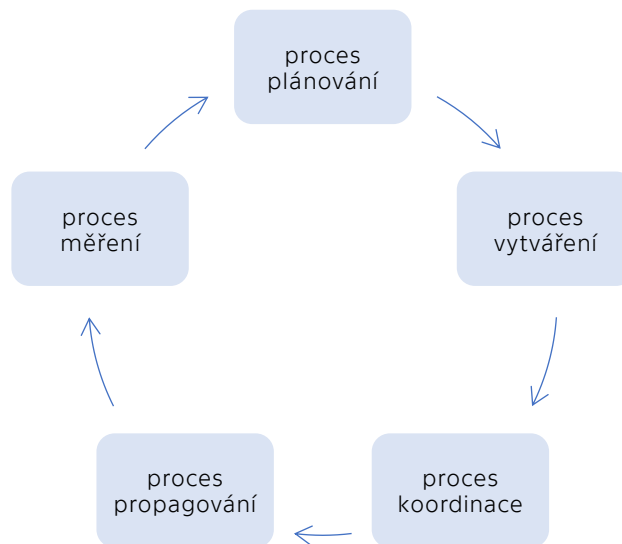 proces
plánování
proces
vytváření
proces
koordinace
proces
propagování
proces
měření